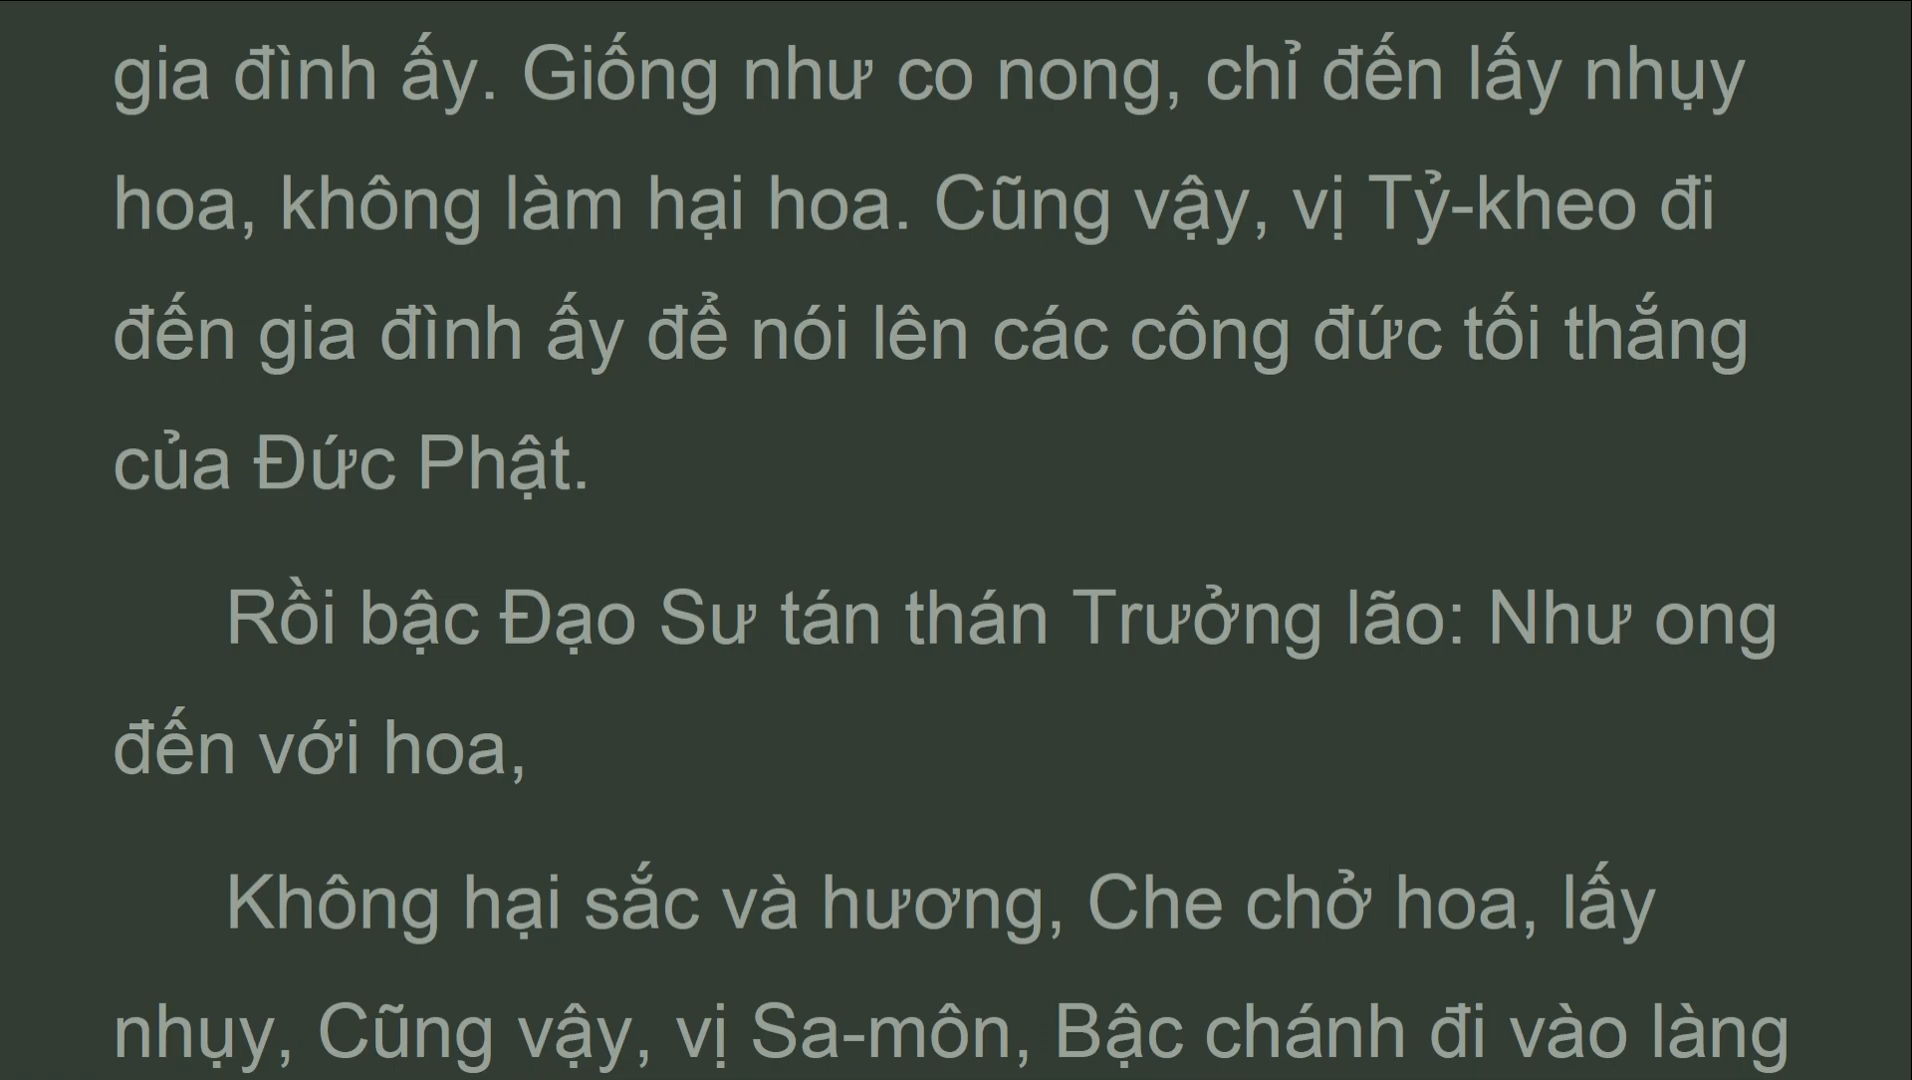 gia đình ấy. Giống như co nong, chỉ đến lấy nhụy
hoa, không làm hại hoa. Cũng vậy, vị Tỷ-kheo đi
đến gia đình ấy để nói lên các công đức tối thắng
của Đức Phật.
Rồi bậc Đạo Sư tán thán Trưởng lão: Như ong
đến với hoa,
Không hại sắc và hương, Che chở hoa, lấy
nhụy, Cũng vậy, vị Sa-môn, Bậc chánh đi vào làng